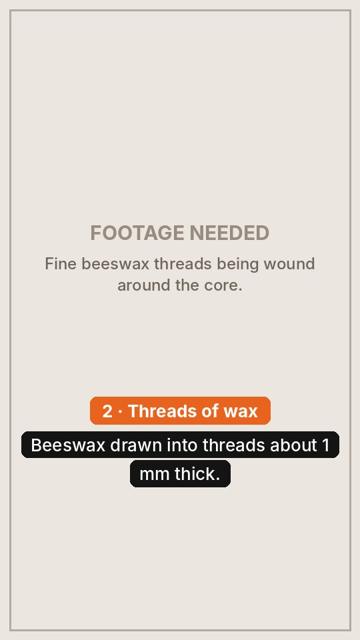 FOOTAGE NEEDED
Fine beeswax threads being wound
around the core.
2 · Threads of wax
Beeswax drawn into threads about 1
mm thick.